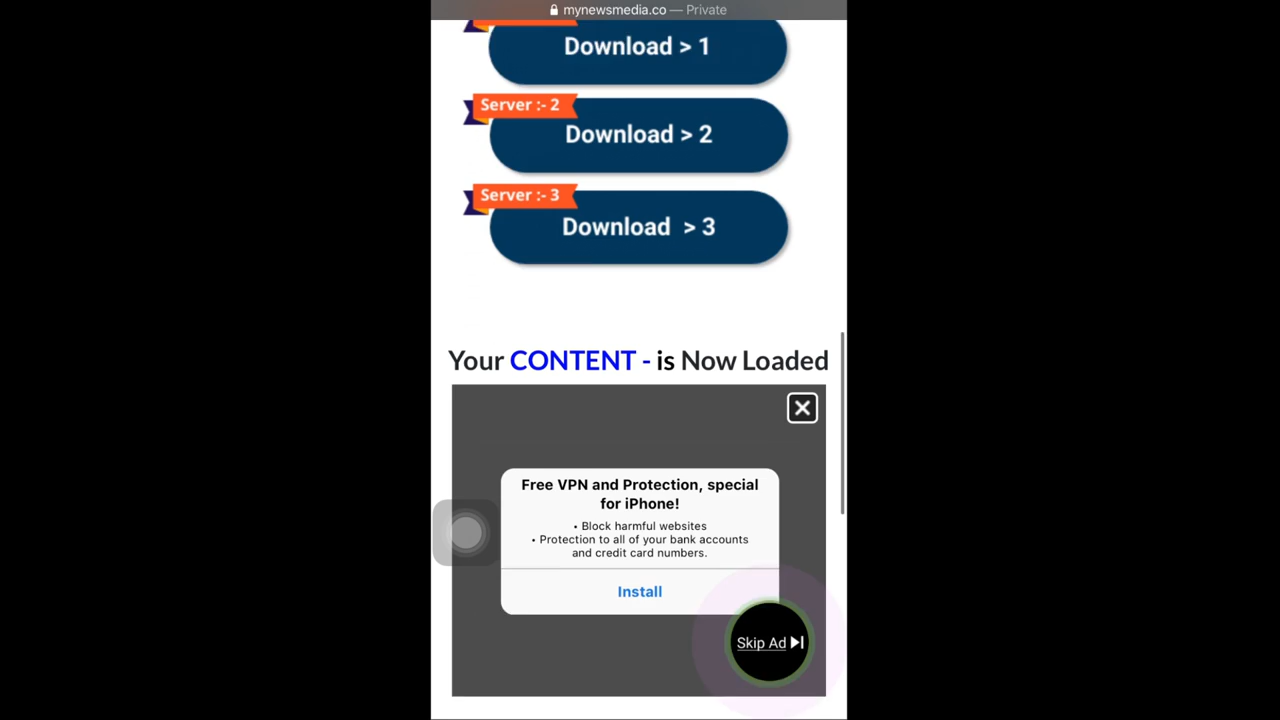 mynewsmedia.co — Private
Download > 1
Server :- 2
Download > 2
Server :- 3
Download > 3
Your CONTENT - is Now Loaded
Free VPN and Protection, special
for iPhone!
• Block harmful websites
• Protection to all of your bank accounts
and credit card numbers.
Install
Skip Ad